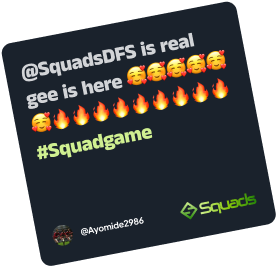 @SquadsDFS is real
gee is here 🥰🥰🥰🥰🥰
🥰🔥🔥🔥🔥🔥🔥🔥🔥🔥
#Squadgame
@Ayomide2986
Squads